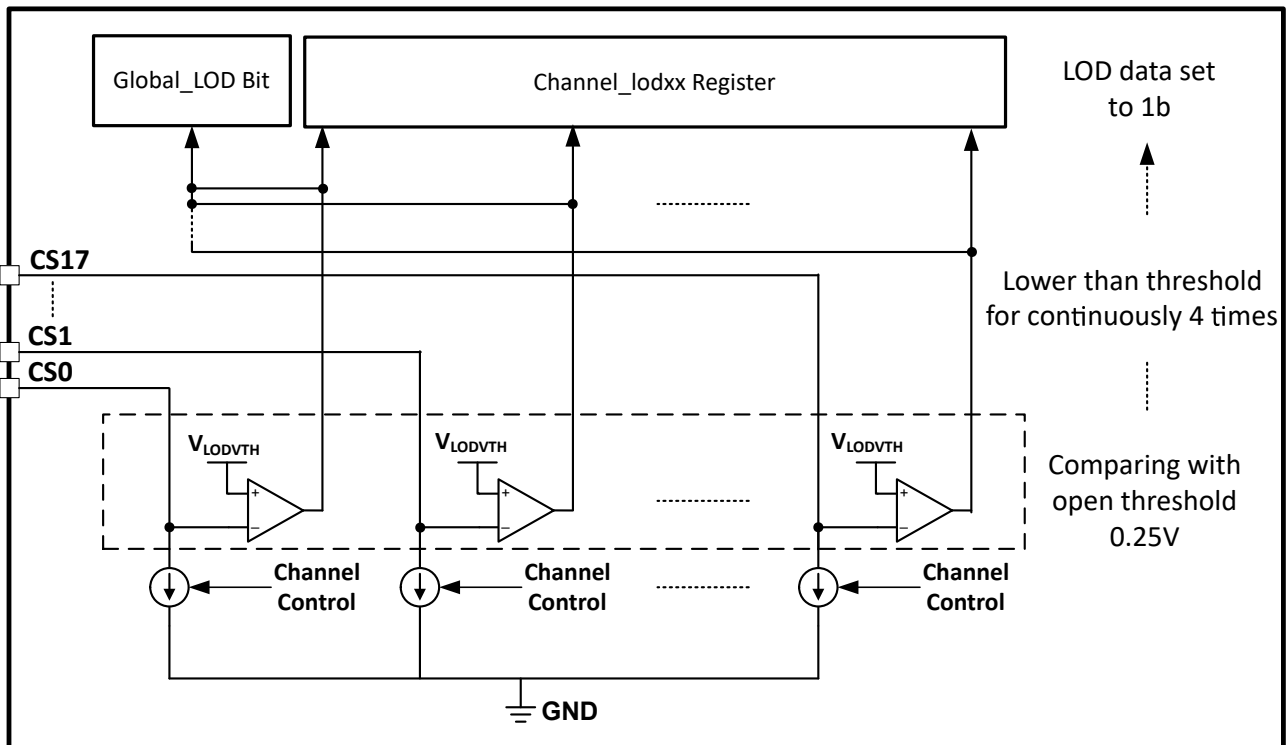 Global_LOD Bit
Channel_lodxx Register
LOD data set
to 1b
CS17
CS1
CS0
Lower than threshold
for continuously 4 times
VLODVTH
VLODVTH
VLODVTH
+
−
+
−
+
−
Comparing with
open threshold
0.25V
Channel
Control
Channel
Control
Channel
Control
GND